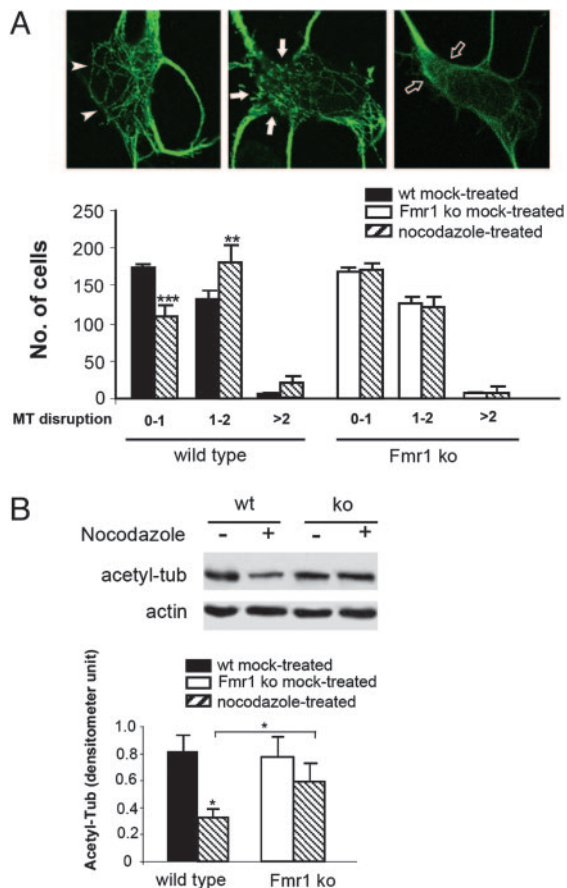 A
wt mock-treated
Fmr1 ko mock-treated
nocodazole-treated
No. of cells
250
200
150
100
50
0
***
**
MT disruption 0-1 1-2 >2 0-1 1-2 >2
wild type Fmr1 ko
B
wt ko
Nocodazole - + - +
acetyl-tub
actin
wt mock-treated
Fmr1 ko mock-treated
nocodazole-treated
Acetyl-Tub (densitometer unit)
1.0
0.8
0.6
0.4
0.2
0
*
*
wild type Fmr1 ko